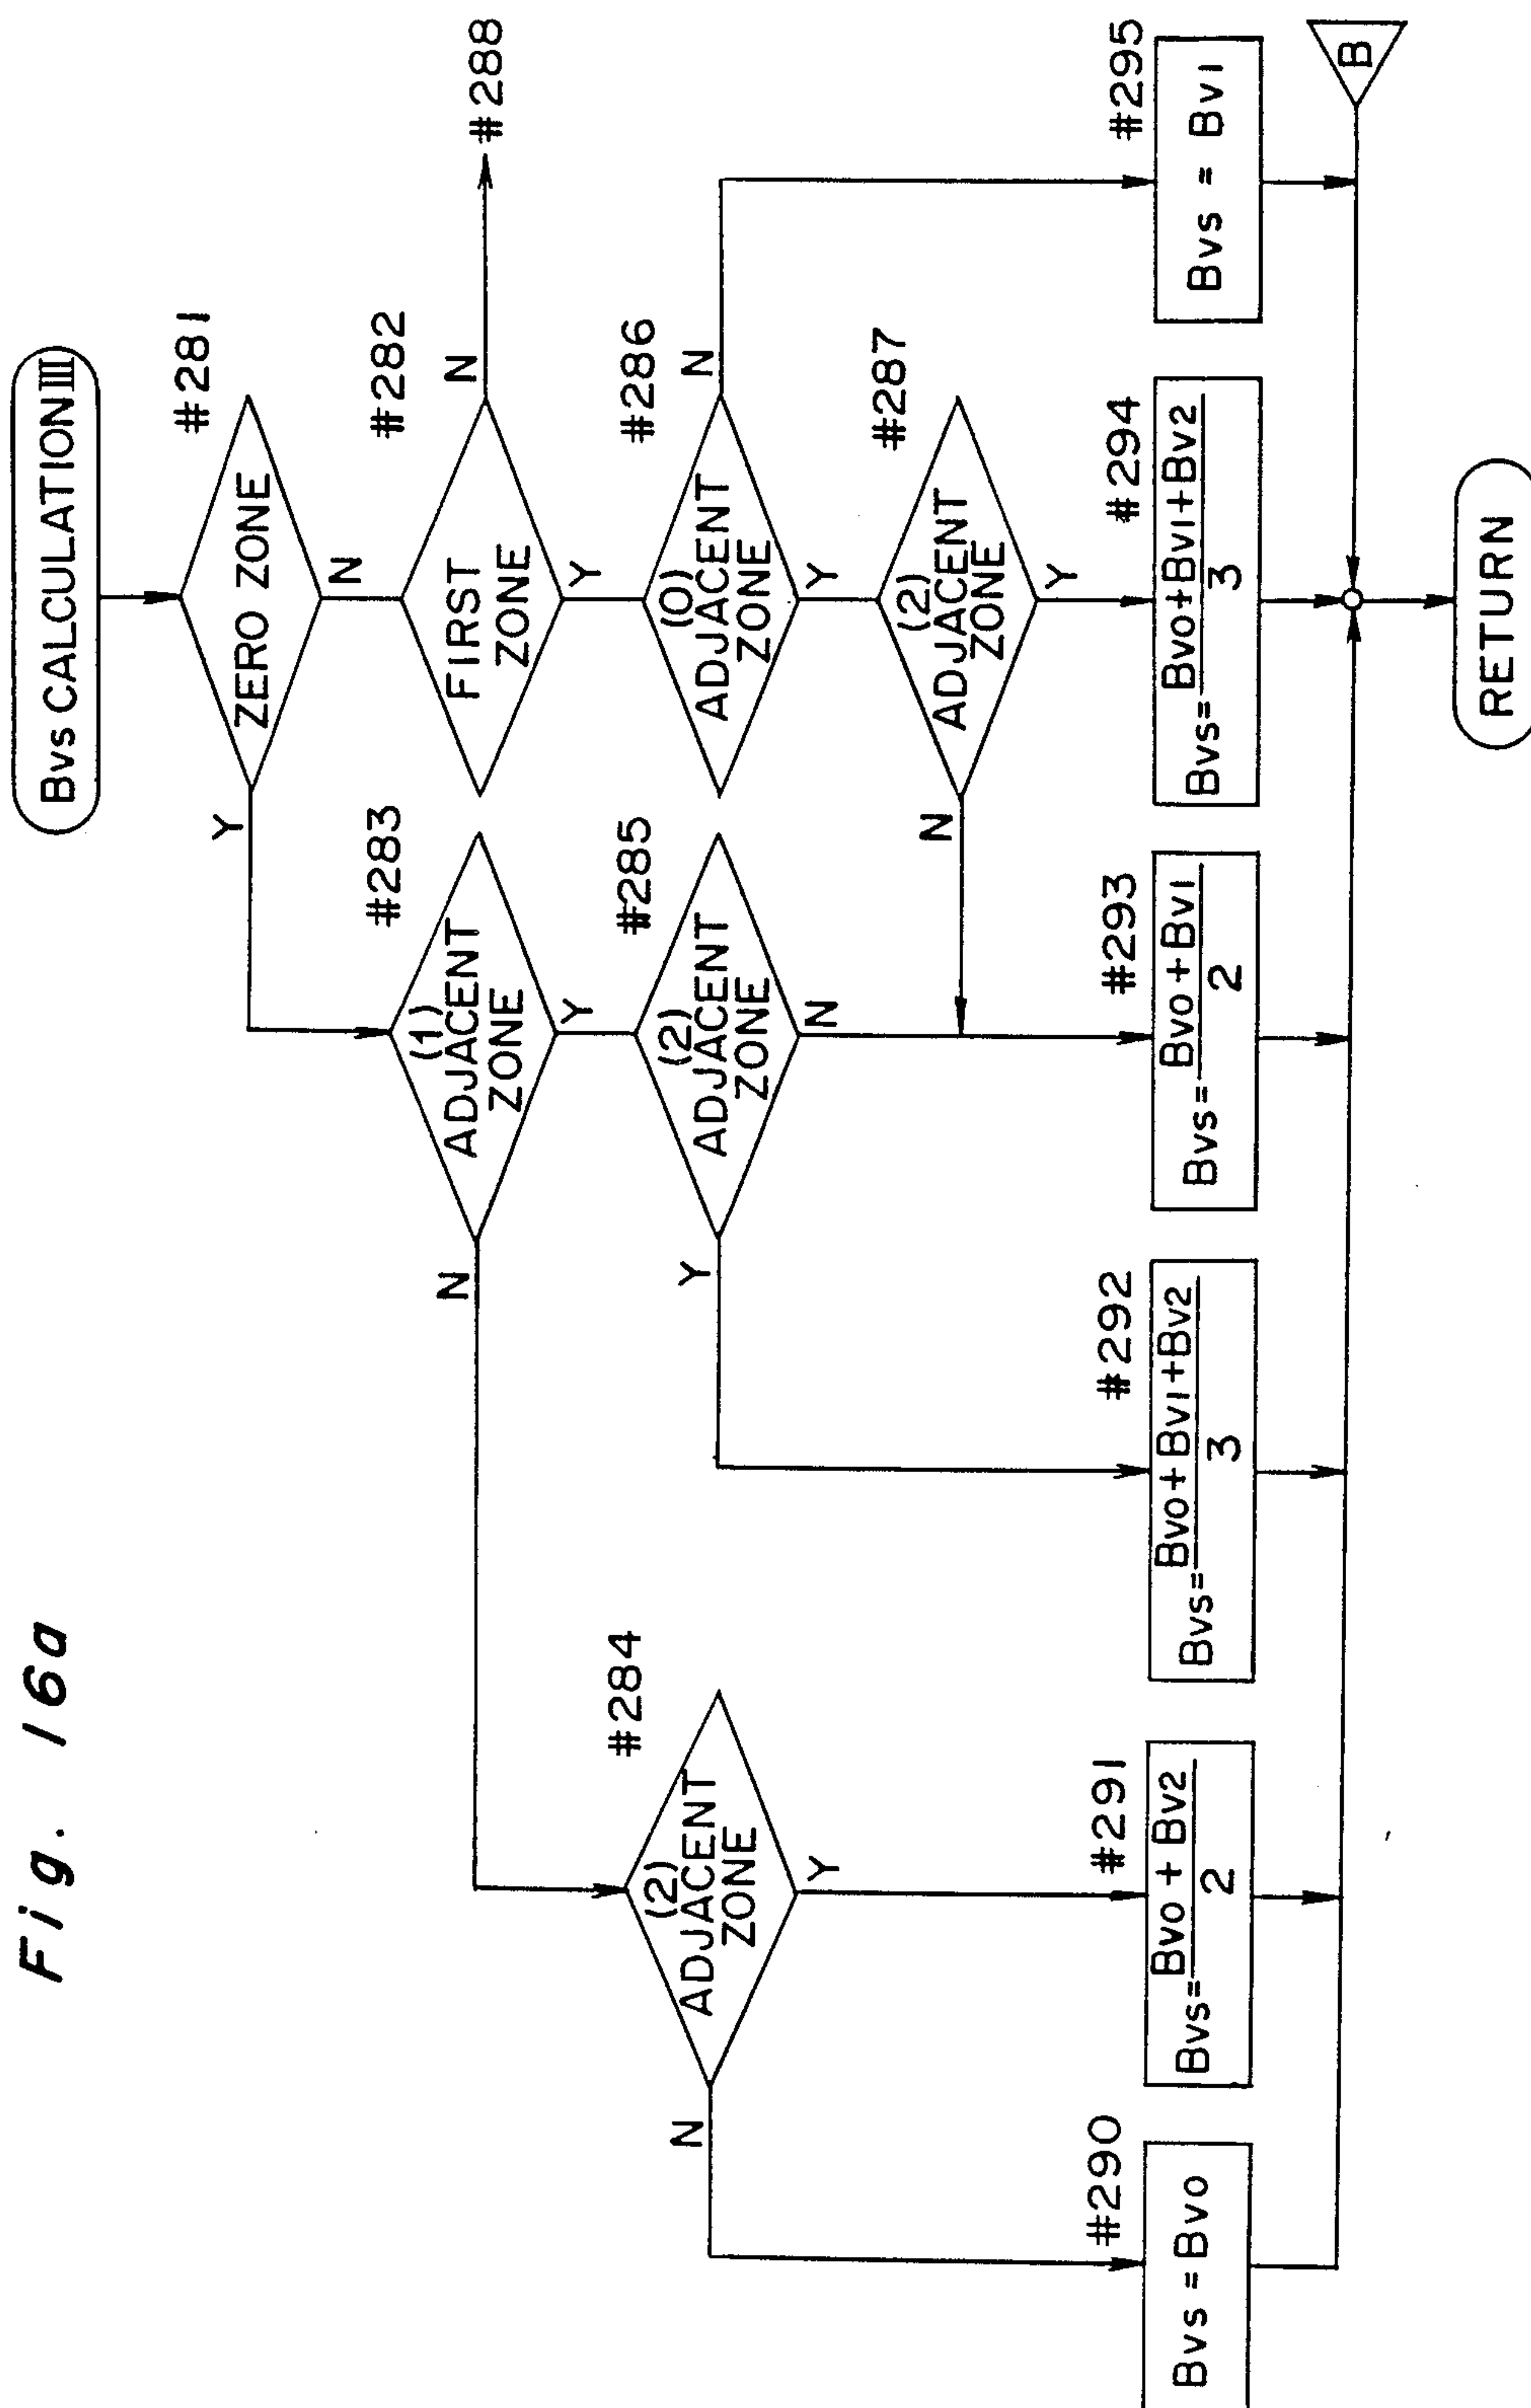 Fig. 16a
Bvs CALCULATION III
#281
ZERO ZONE
Y
N
#282
FIRST
ZONE
N
#288
Y
#283
(1)
ADJACENT
ZONE
N
Y
#284
(2)
ADJACENT
ZONE
N
Y
#285
(2)
ADJACENT
ZONE
Y
N
#286
(0)
ADJACENT
ZONE
N
Y
#287
(2)
ADJACENT
ZONE
N
Y
#290
Bvs = Bv0
#291
Bvs= Bv0 + Bv2
2
#292
Bvs= Bv0+Bv1+Bv2
3
#293
Bvs= Bv0+Bv1
2
#294
Bvs= Bv0+Bv1+Bv2
3
#295
Bvs = Bv1
B
RETURN